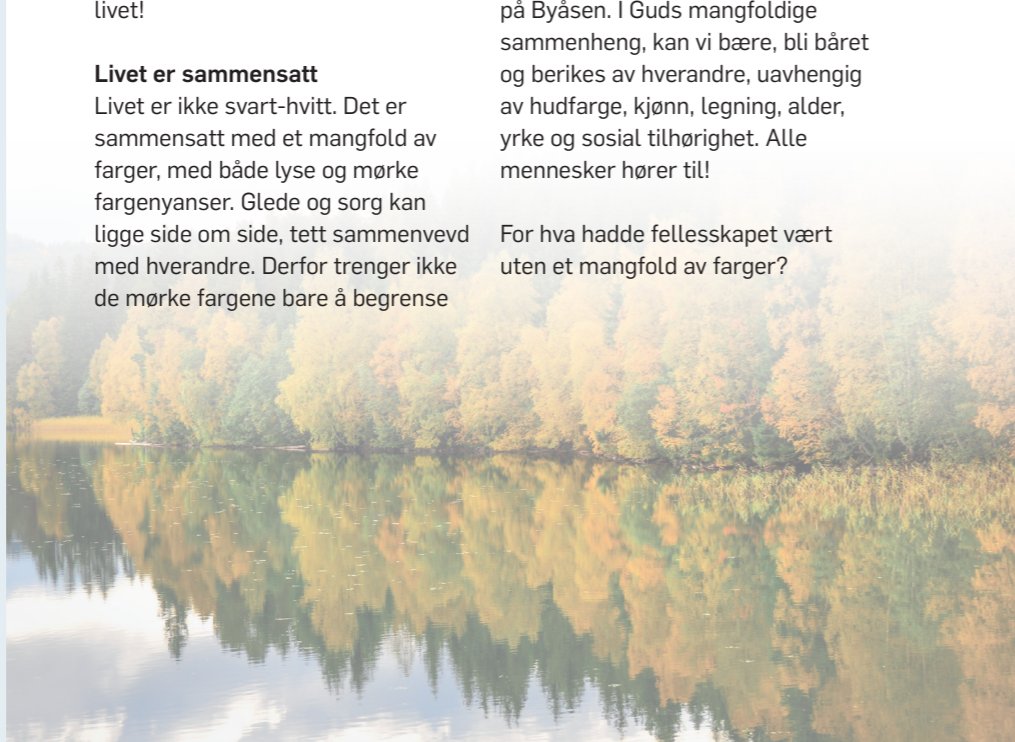 livet!
Livet er sammensatt
Livet er ikke svart-hvitt. Det er
sammensatt med et mangfold av
farger, med både lyse og mørke
fargenyanser. Glede og sorg kan
ligge side om side, tett sammenvevd
med hverandre. Derfor trenger ikke
de mørke fargene bare å begrense
på Byåsen. I Guds mangfoldige
sammenheng, kan vi bære, bli båret
og berikes av hverandre, uavhengig
av hudfarge, kjønn, legning, alder,
yrke og sosial tilhørighet. Alle
mennesker hører til!
For hva hadde fellesskapet vært
uten et mangfold av farger?